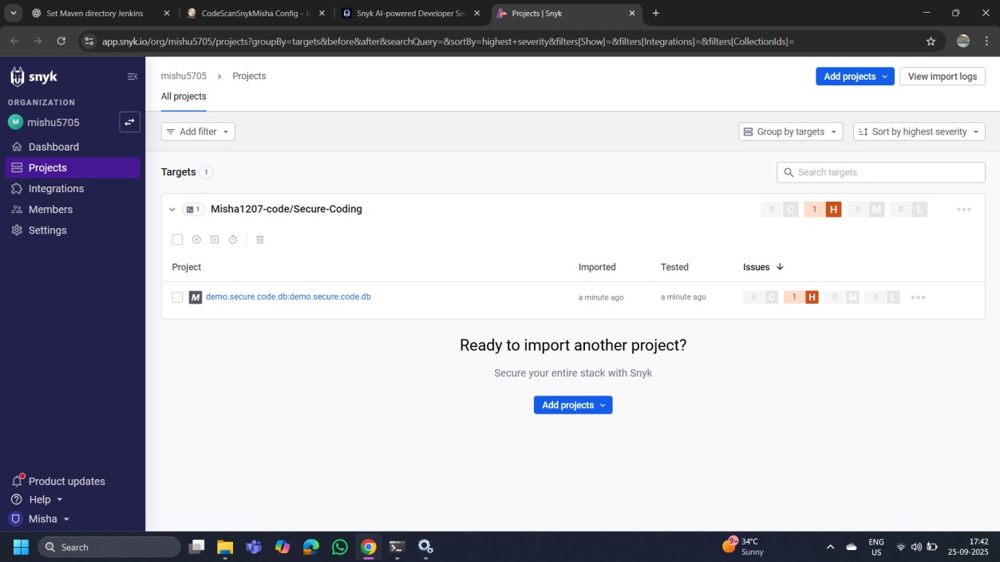 Set Maven directory Jenkins
CodeScanSnykMisha Config - Je
Snyk AI-powered Developer Sec
Projects | Snyk
app.snyk.io/org/mishu5705/projects?groupBy=targets&before&after&searchQuery=&sortBy=highest+severity&filters[Show]=&filters[Integrations]=&filters[CollectionIds]=
snyk
ORGANIZATION
M mishu5705
Dashboard
Projects
Integrations
Members
Settings
Product updates
Help
Misha
mishu5705 > Projects
Add projects
View import logs
All projects
Add filter
Group by targets
Sort by highest severity
Targets 1
Search targets
1 Misha1207-code/Secure-Coding 0 C 1 H 0 M 0 L
Project Imported Tested Issues
M demo.secure.code.db:demo.secure.code.db a minute ago a minute ago 0 C 1 H 0 M 0 L
Ready to import another project?
Secure your entire stack with Snyk
Add projects
Search
9+
34°C
Sunny
ENG
US
17:42
25-09-2025